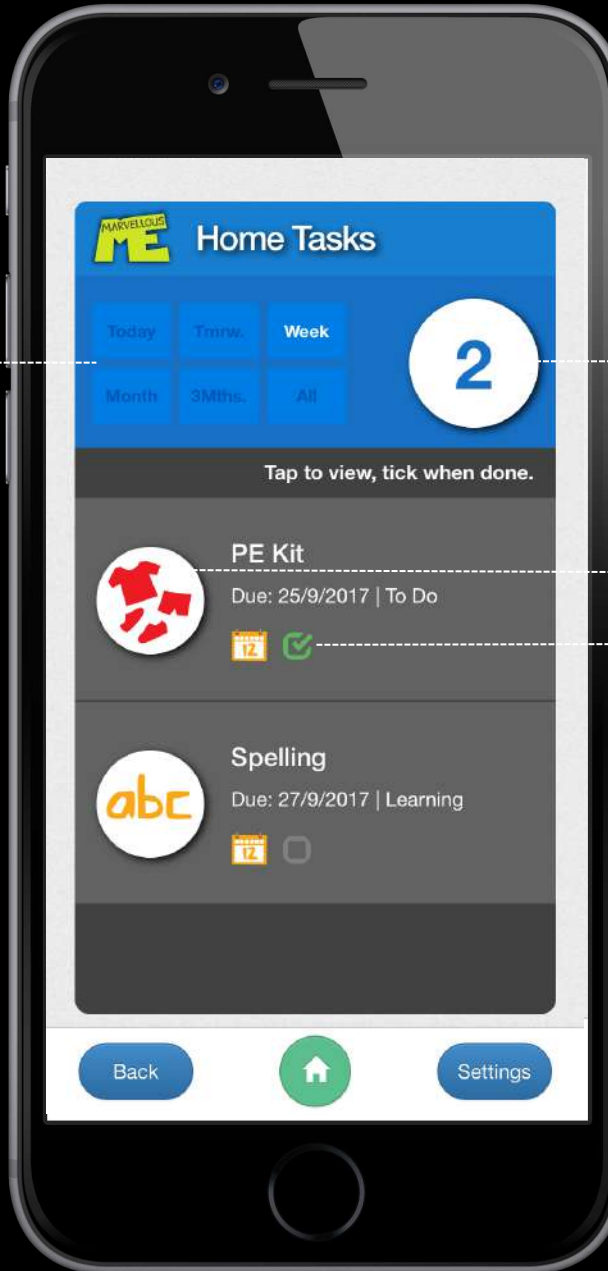 MARVELLOUS
ME
Home Tasks
Today Tmrw. Week
Month 3Mths. All
2
Tap to view, tick when done.
PE Kit
Due: 25/9/2017 | To Do
12
abc
Spelling
Due: 27/9/2017 | Learning
12
Back Settings